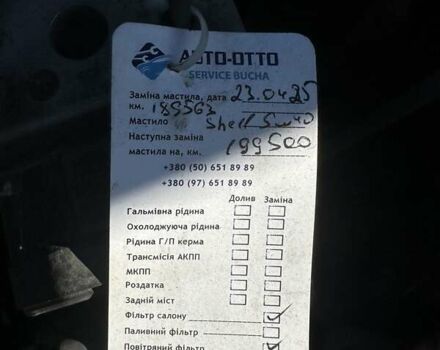 AUTO-OTTO
SERVICE BUCHA
Заміна мастила, дата 23.04.25
км. 189563
Мастило Shell 5w40
Наступна заміна
мастила на, км. 199500
+380 (50) 651 89 89
+380 (97) 651 89 89
Долив Заміна
Гальмівна рідина
Охолоджуюча рідина
Рідина Г/П керма
Трансмісія АКПП
МКПП
Роздатка
Задній міст
Фільтр салону
Паливний фільтр
Повітряний фільтр